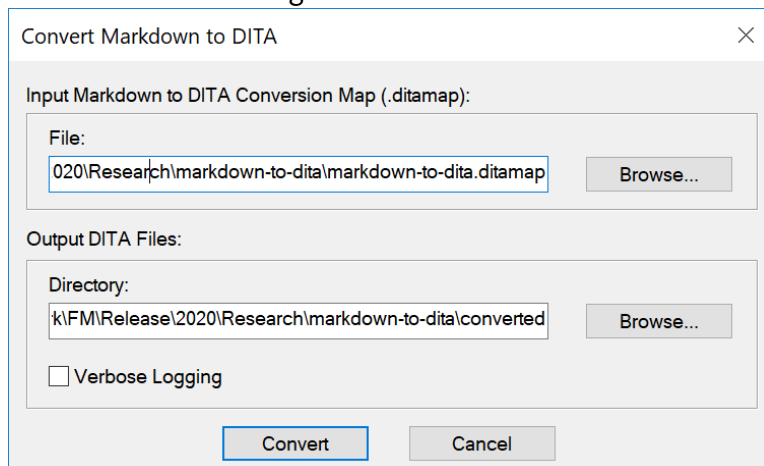 Convert Markdown to DITA
Input Markdown to DITA Conversion Map (.ditamap):
File:
020\Research\markdown-to-dita\markdown-to-dita.ditamap
Browse...
Output DITA Files:
Directory:
k\FM\Release\2020\Research\markdown-to-dita\converted
Browse...
Verbose Logging
Convert Cancel